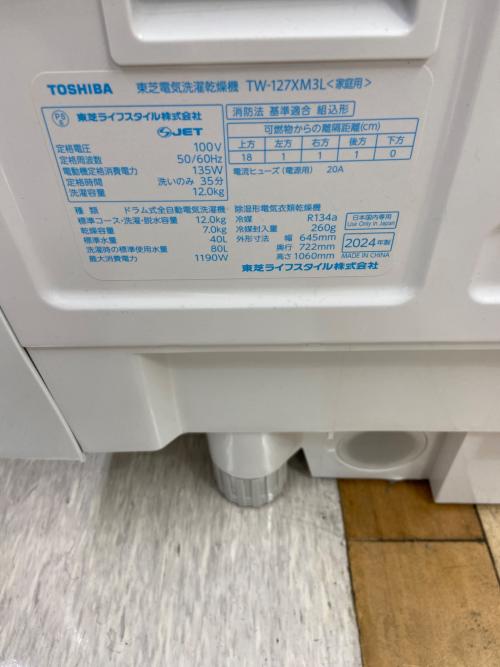 TOSHIBA 東芝電気洗濯乾燥機 TW-127XM3L<家庭用>
PS E 東芝ライフスタイル株式会社
JET
定格電圧 100V
定格周波数 50/60Hz
電動機定格消費電力 135W
定格時間 洗いのみ 35分
洗濯容量 12.0kg
消防法 基準適合 組込形
可燃物からの離隔距離(cm)
上方 左方 右方 後方 下方
18 1 1 1 0
電流ヒューズ(電源用) 20A
種類 ドラム式全自動電気洗濯機
標準コース・洗濯・脱水容量 12.0kg
乾燥容量 7.0kg
標準水量 40L
洗濯時の標準使用水量 80L
最大消費電力 1190W
除湿形電気衣類乾燥機
冷媒 R134a
冷媒封入量 260g
外形寸法 幅 645mm
奥行 722mm
高さ 1060mm
日本国内専用
Use Only in Japan
2024年製
MADE IN CHINA
東芝ライフスタイル株式会社